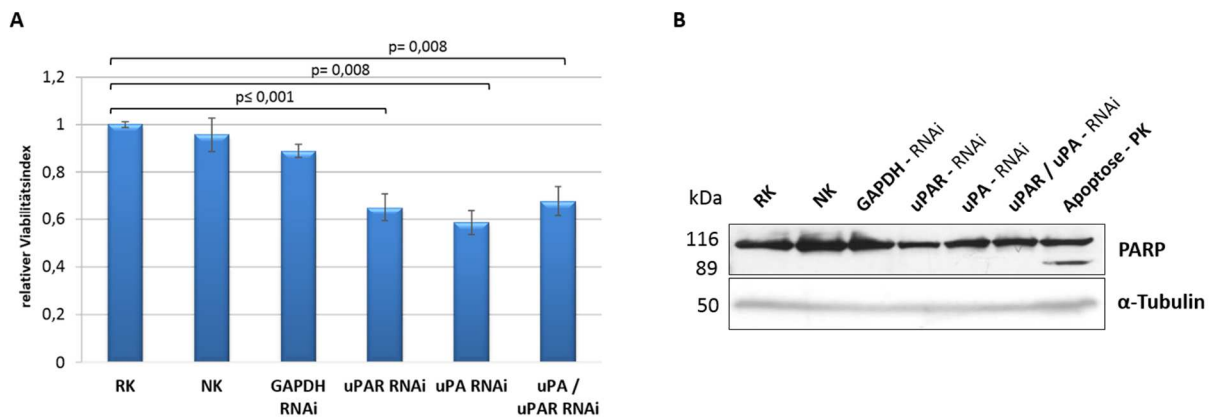 A
p= 0,008
p= 0,008
p≤ 0,001
relativer Viabilitätsindex
1,2
1
0,8
0,6
0,4
0,2
0
RK
NK
GAPDH
RNAi
uPAR RNAi
uPA RNAi
uPA /
uPAR RNAi
B
kDa
RK
NK
GAPDH - RNAi
uPAR - RNAi
uPA - RNAi
uPAR / uPA - RNAi
Apoptose - PK
116
89
PARP
50
α-Tubulin